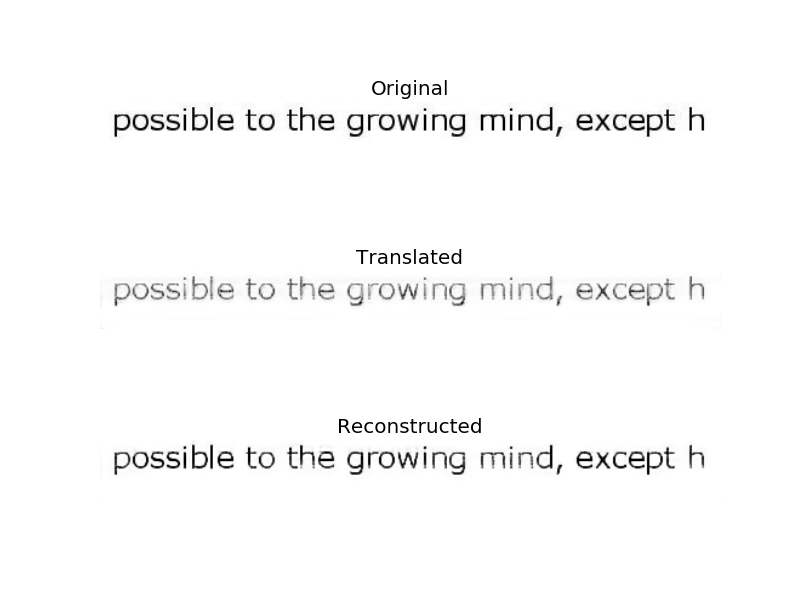 Original
possible to the growing mind, except h
Translated
possible to the growing mind, except h
Reconstructed
possible to the growing mind, except h